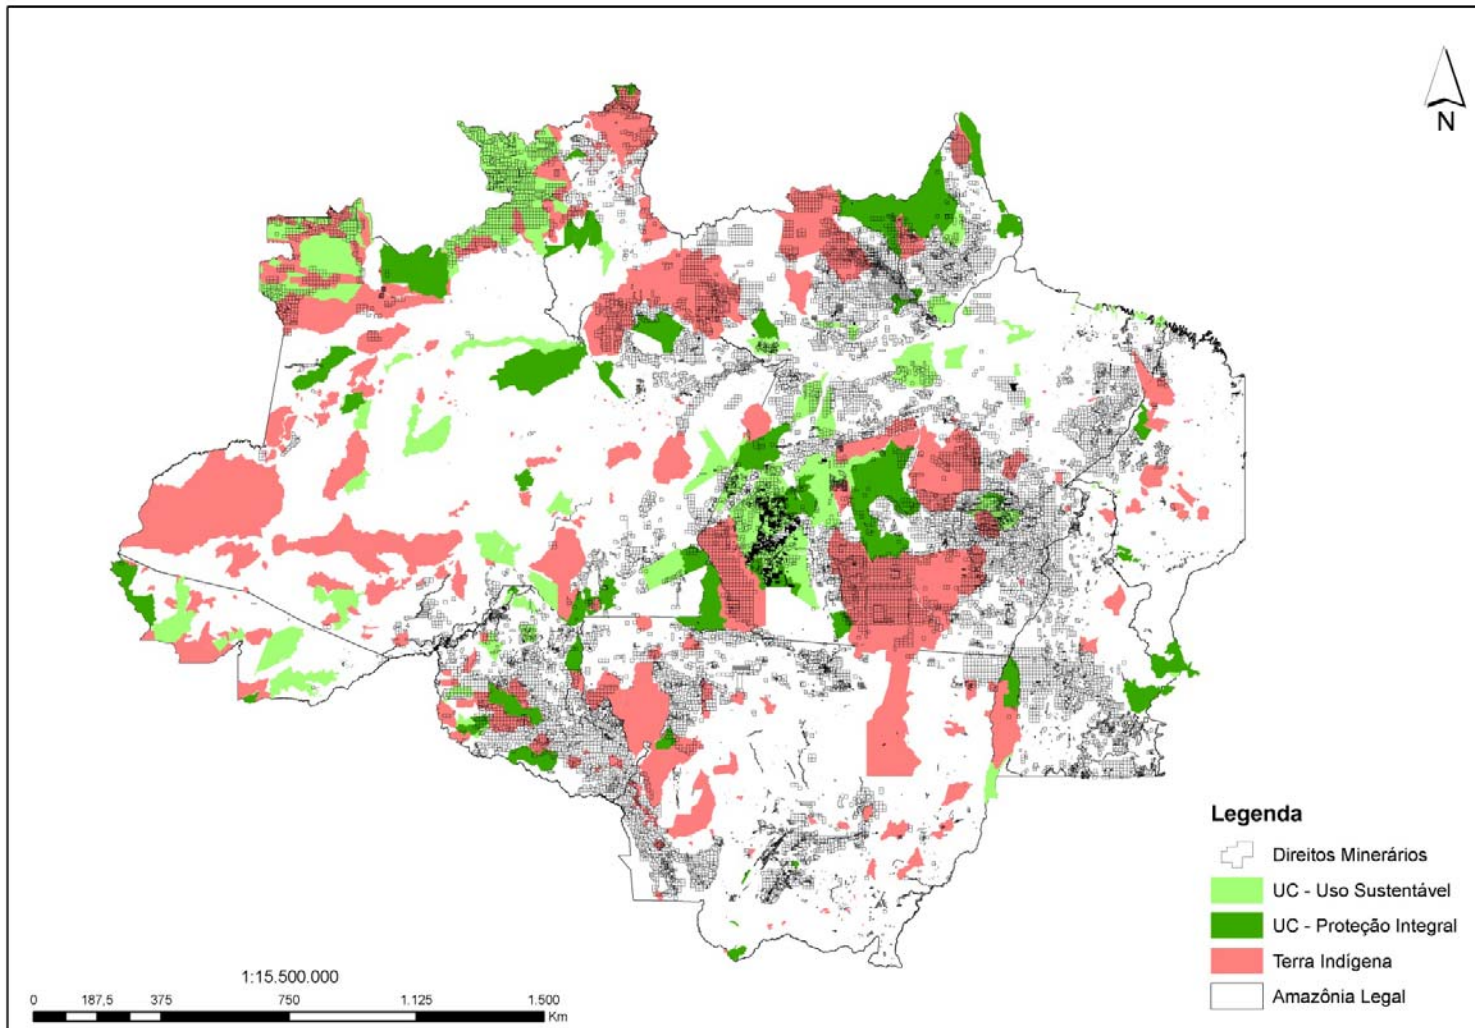 N
Legenda
Direitos Minerários
UC - Uso Sustentável
UC - Proteção Integral
Terra Indígena
Amazônia Legal
1:15.500.000
0 187,5 375 750 1.125 1.500
Km